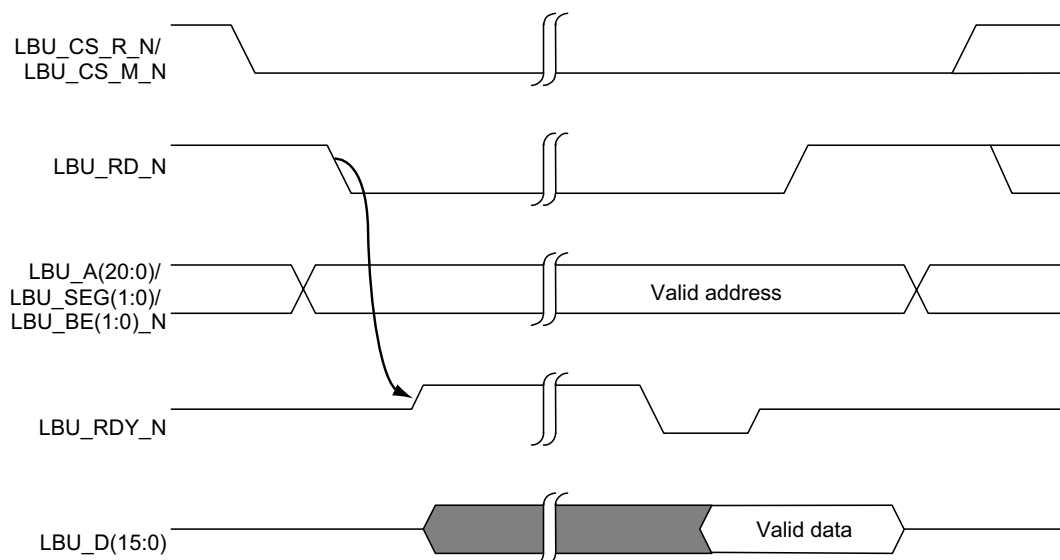 LBU_CS_R_N/
LBU_CS_M_N
LBU_RD_N
LBU_A(20:0)/
LBU_SEG(1:0)/
LBU_BE(1:0)_N
Valid address
LBU_RDY_N
LBU_D(15:0)
Valid data